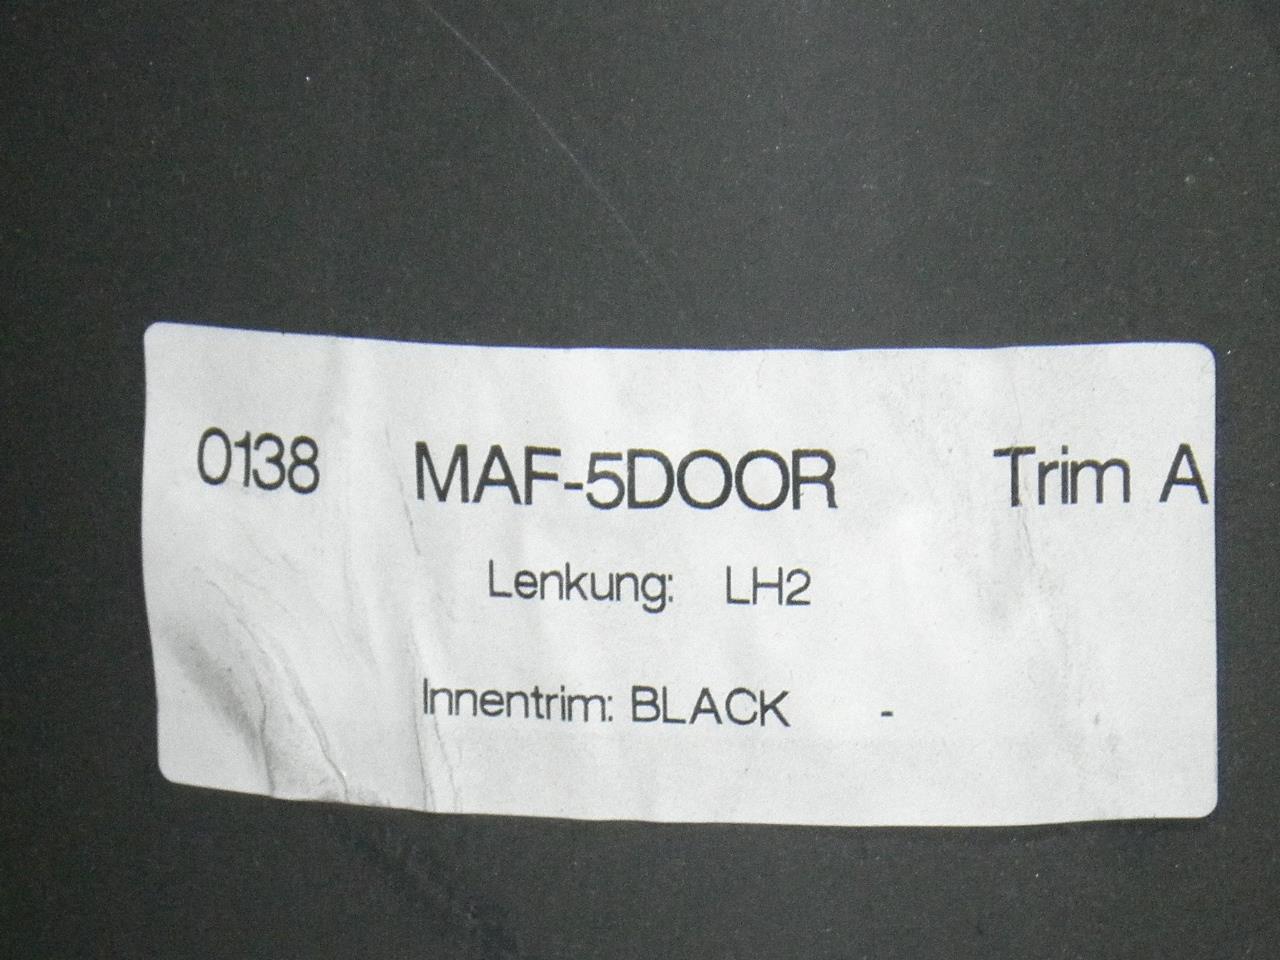 0138 MAF-5DOOR Trim A
Lenkung: LH2
Innentrim: BLACK -